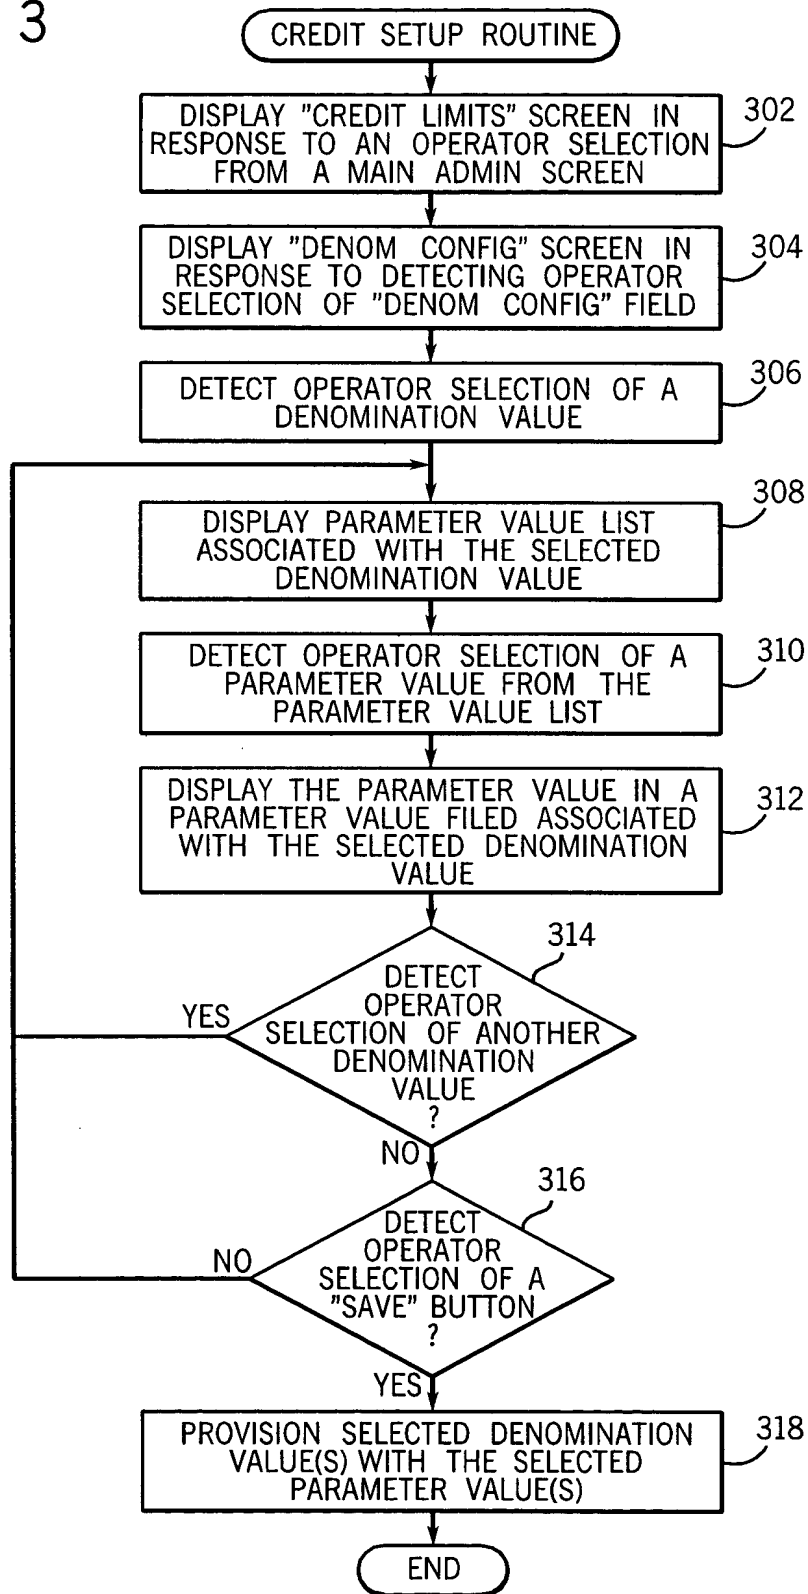 3
CREDIT SETUP ROUTINE
DISPLAY "CREDIT LIMITS" SCREEN IN
RESPONSE TO AN OPERATOR SELECTION
FROM A MAIN ADMIN SCREEN
302
DISPLAY "DENOM CONFIG" SCREEN IN
RESPONSE TO DETECTING OPERATOR
SELECTION OF "DENOM CONFIG" FIELD
304
DETECT OPERATOR SELECTION OF A
DENOMINATION VALUE
306
DISPLAY PARAMETER VALUE LIST
ASSOCIATED WITH THE SELECTED
DENOMINATION VALUE
308
DETECT OPERATOR SELECTION OF A
PARAMETER VALUE FROM THE
PARAMETER VALUE LIST
310
DISPLAY THE PARAMETER VALUE IN A
PARAMETER VALUE FILED ASSOCIATED
WITH THE SELECTED DENOMINATION
VALUE
312
314
DETECT
OPERATOR
SELECTION OF ANOTHER
DENOMINATION
VALUE
?
YES
NO
316
DETECT
OPERATOR
SELECTION OF A
"SAVE" BUTTON
?
NO
YES
PROVISION SELECTED DENOMINATION
VALUE(S) WITH THE SELECTED
PARAMETER VALUE(S)
318
END